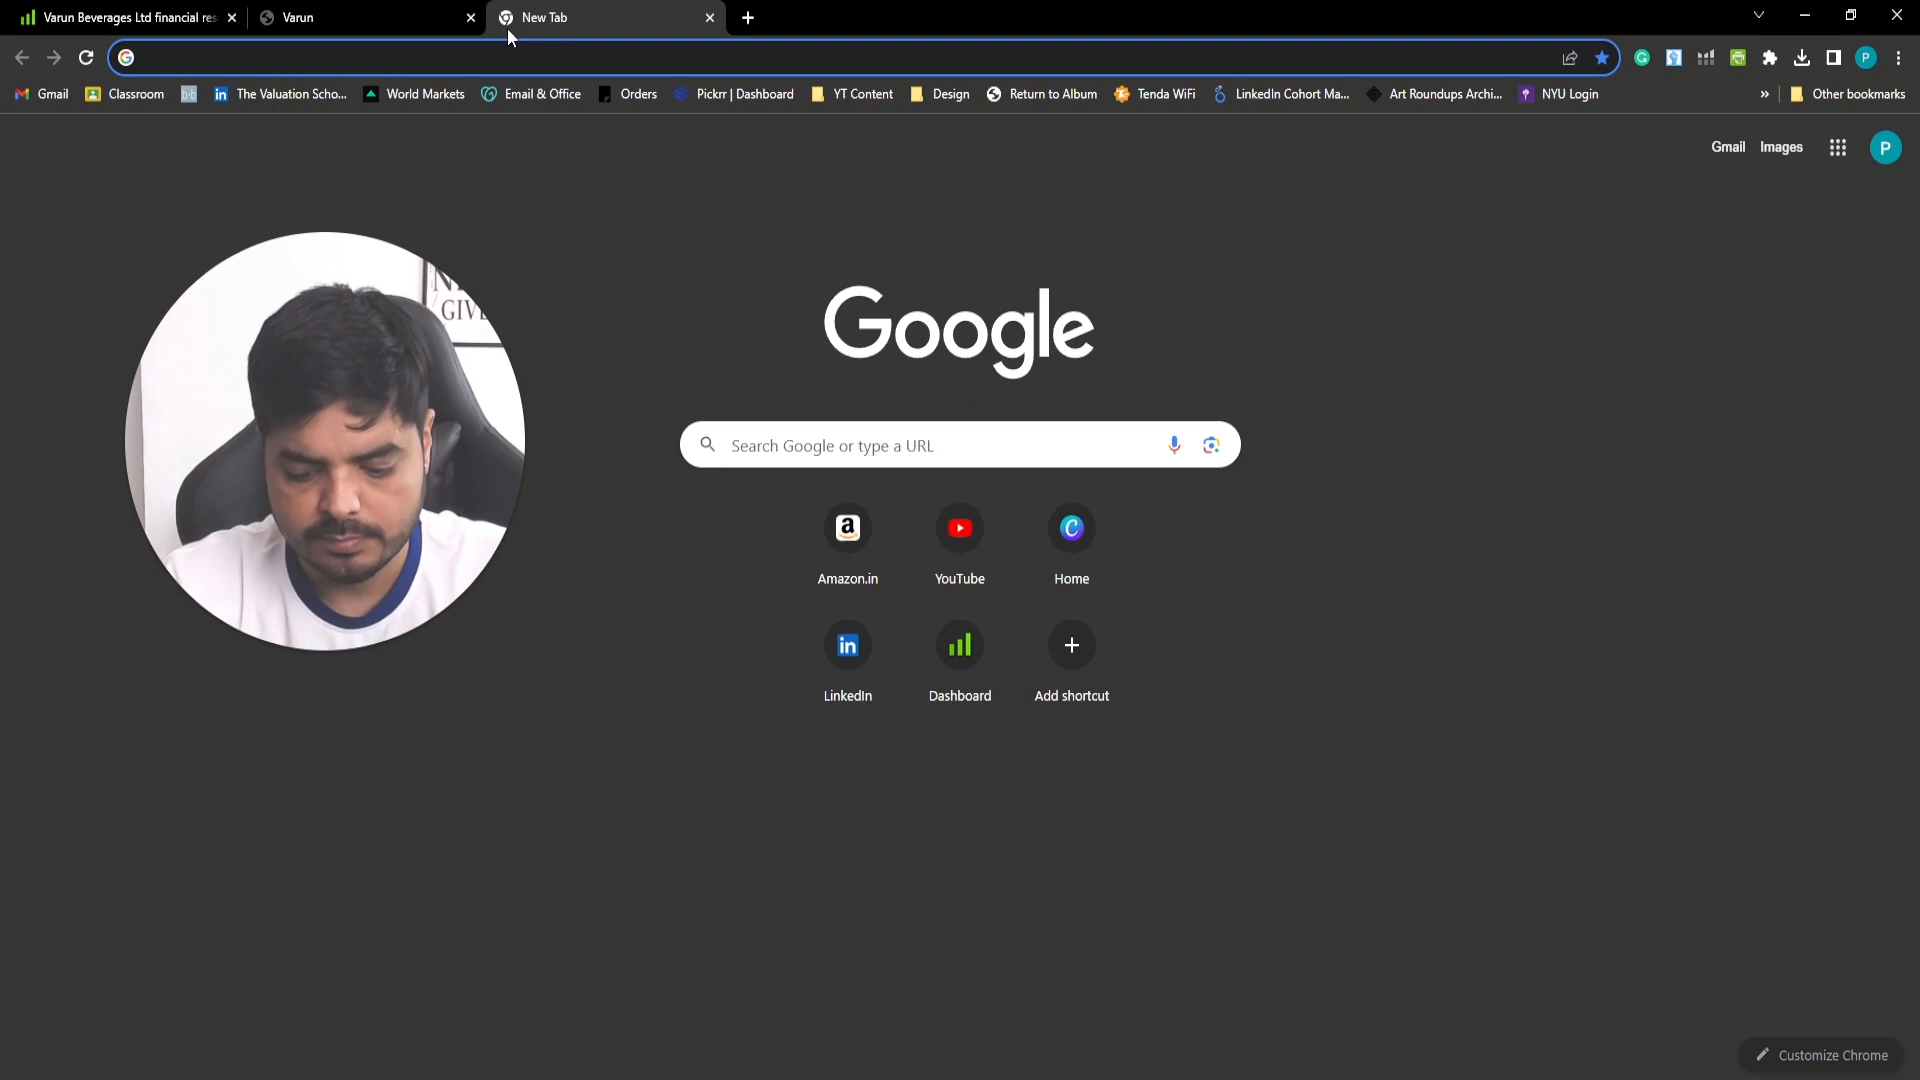 Varun Beverages Ltd financial res
Varun
New Tab
Gmail
Classroom
The Valuation Scho...
World Markets
Email & Office
Orders
Pickrr | Dashboard
YT Content
Design
Return to Album
Tenda WiFi
LinkedIn Cohort Ma...
Art Roundups Archi...
NYU Login
»
Other bookmarks
P
Gmail
Images
P
GIV
Google
Search Google or type a URL
Amazon.in
YouTube
Home
LinkedIn
Dashboard
Add shortcut
Customize Chrome